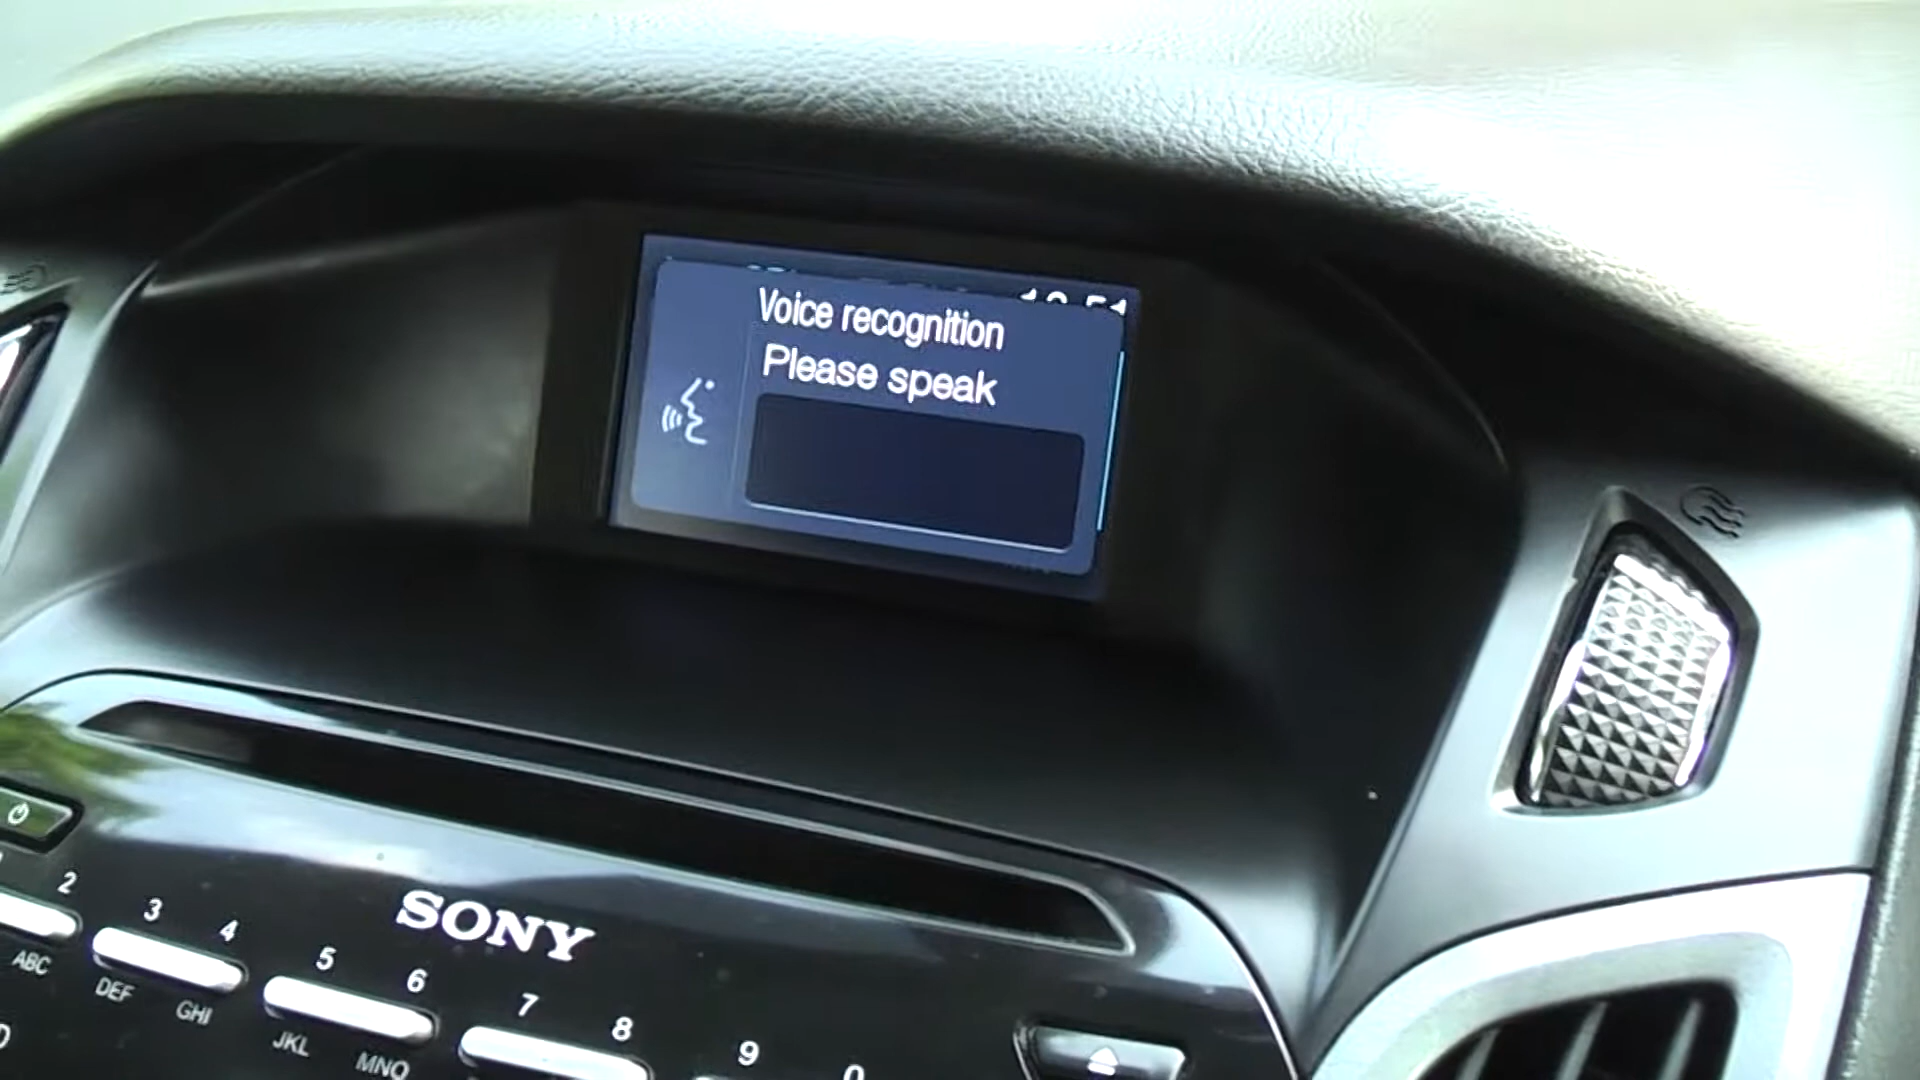 Voice recognition
Please speak
SONY
2
3
4
5
6
7
8
9
0
ABC
DEF
GHI
JKL
MNO